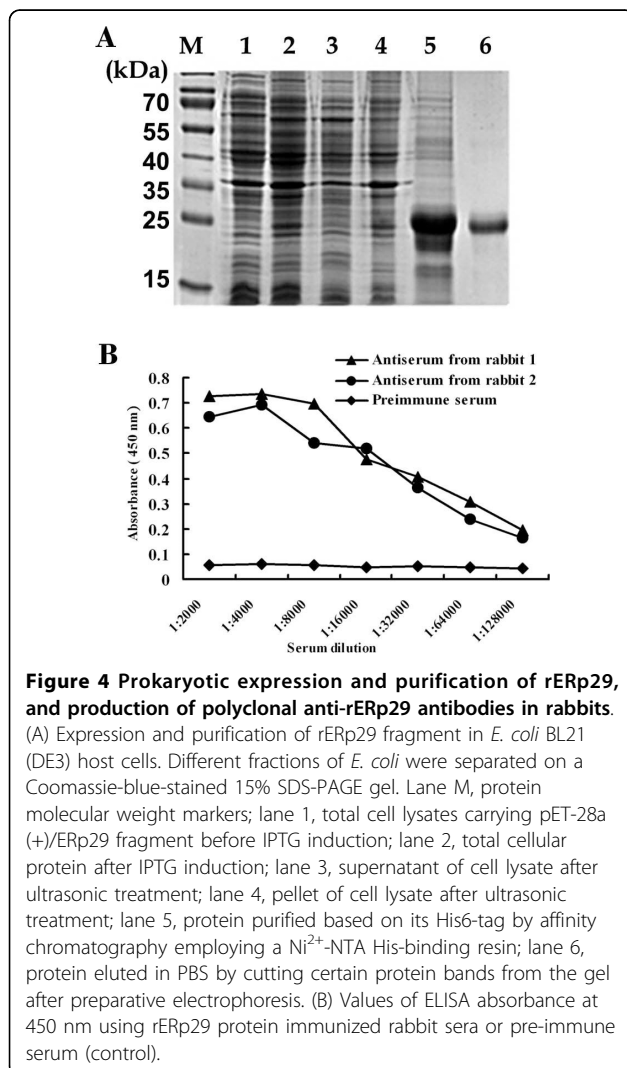 A M 1 2 3 4 5 6
(kDa)
70
55
40
35
25
15
B
Antiserum from rabbit 1
Antiserum from rabbit 2
Preimmune serum
0.8
0.7
0.6
0.5
0.4
0.3
0.2
0.1
0
Absorbance ( 450 nm)
1:2000 1:4000 1:8000 1:16000 1:32000 1:64000 1:128000
Serum dilution
Figure 4 Prokaryotic expression and purification of rERp29,
and production of polyclonal anti-rERp29 antibodies in rabbits.
(A) Expression and purification of rERp29 fragment in E. coli BL21
(DE3) host cells. Different fractions of E. coli were separated on a
Coomassie-blue-stained 15% SDS-PAGE gel. Lane M, protein
molecular weight markers; lane 1, total cell lysates carrying pET-28a
(+)/ERp29 fragment before IPTG induction; lane 2, total cellular
protein after IPTG induction; lane 3, supernatant of cell lysate after
ultrasonic treatment; lane 4, pellet of cell lysate after ultrasonic
treatment; lane 5, protein purified based on its His6-tag by affinity
chromatography employing a Ni²⁺-NTA His-binding resin; lane 6,
protein eluted in PBS by cutting certain protein bands from the gel
after preparative electrophoresis. (B) Values of ELISA absorbance at
450 nm using rERp29 protein immunized rabbit sera or pre-immune
serum (control).